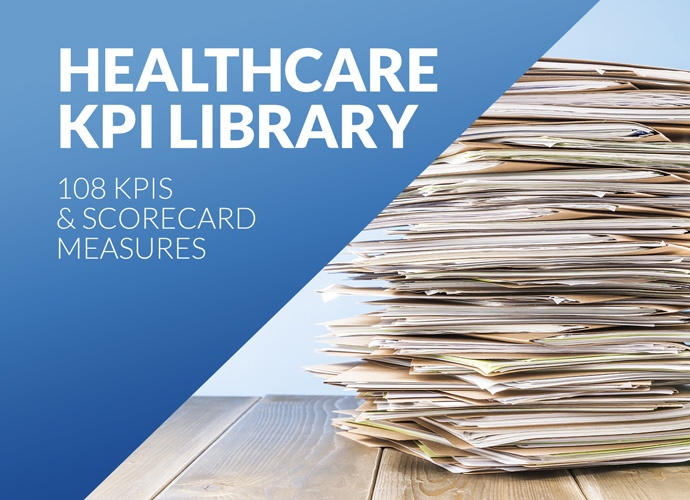 HEALTHCARE
KPI LIBRARY
108 KPIS
& SCORECARD
MEASURES